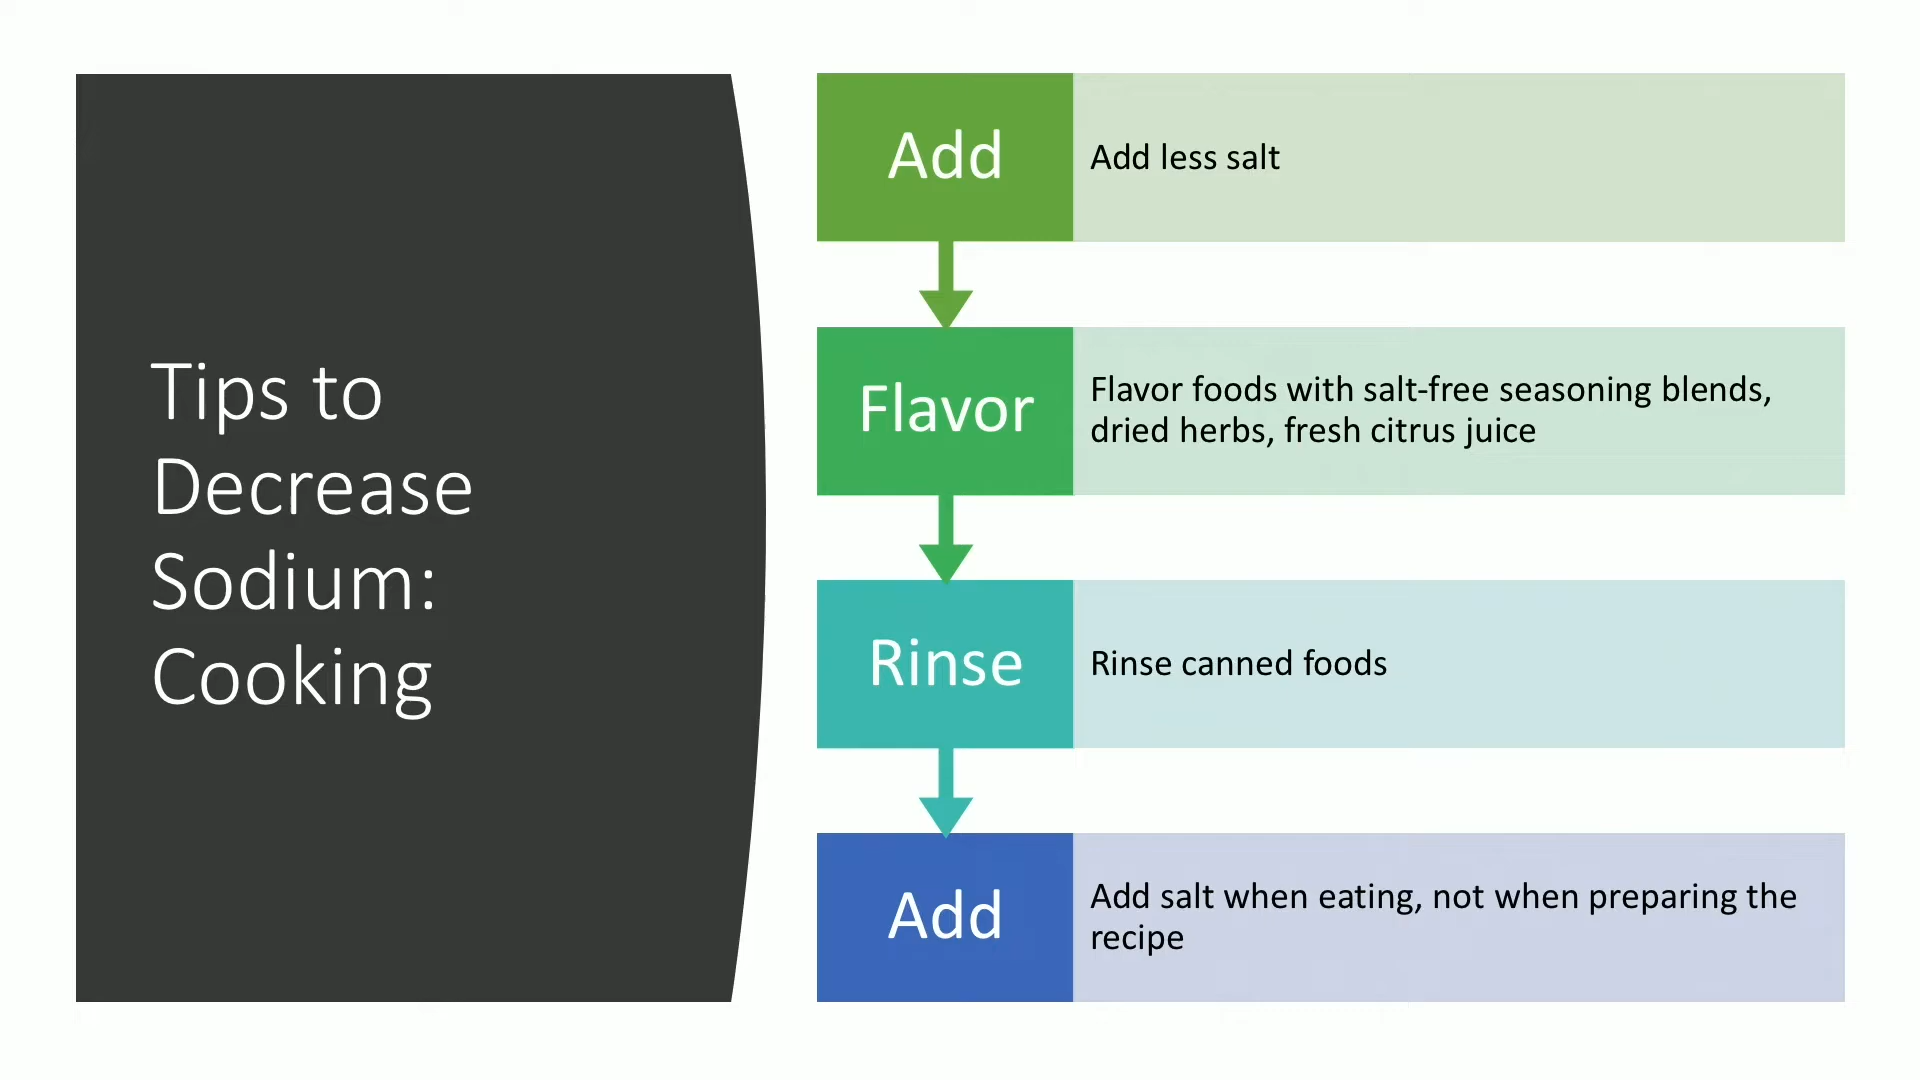 Tips to
Decrease
Sodium:
Cooking
Add
Add less salt
Flavor
Flavor foods with salt-free seasoning blends,
dried herbs, fresh citrus juice
Rinse
Rinse canned foods
Add
Add salt when eating, not when preparing the
recipe